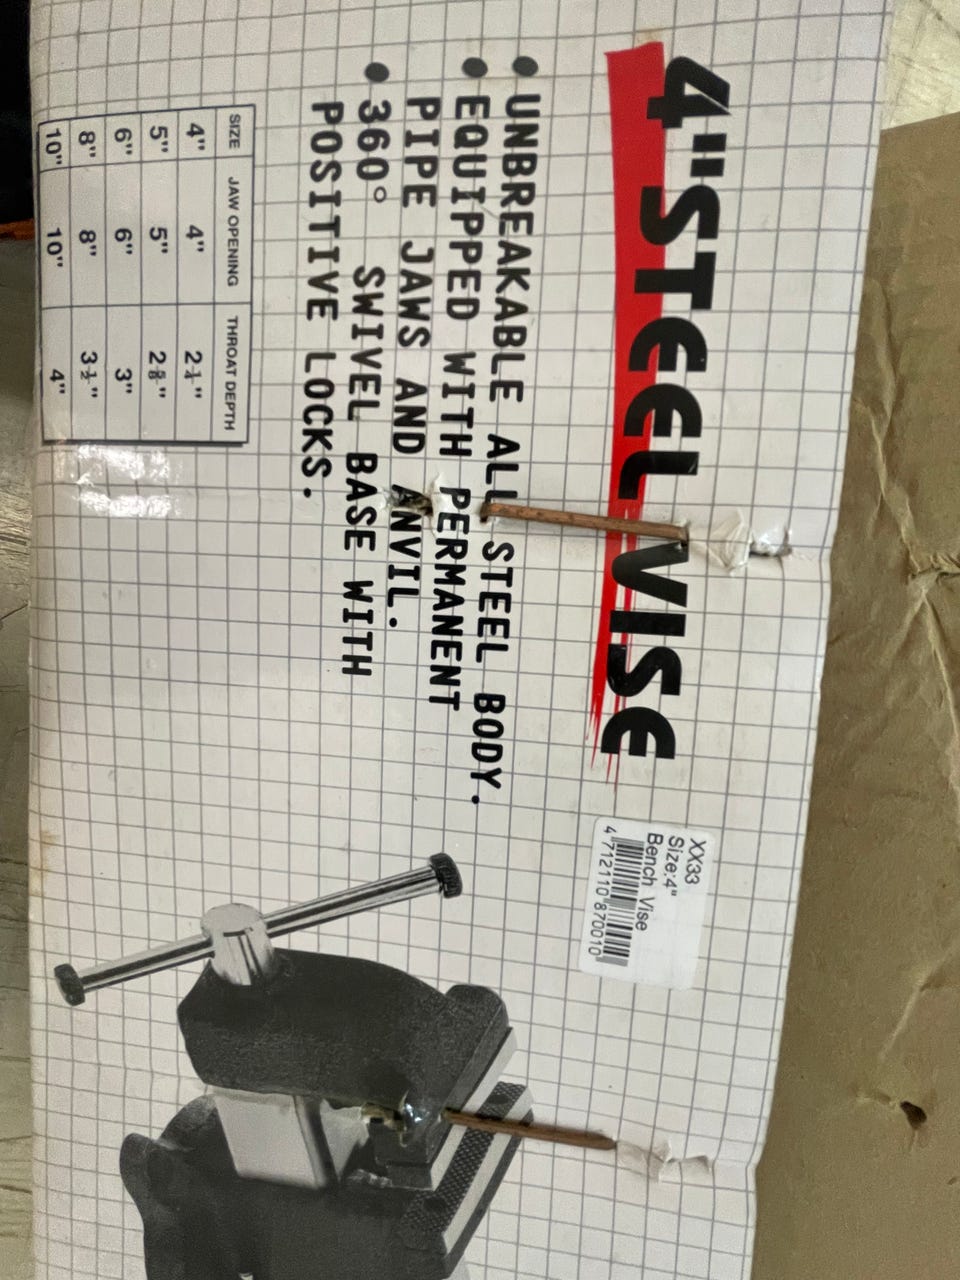 4" STEEL VISE
● UNBREAKABLE ALL STEEL BODY.
● EQUIPPED WITH PERMANENT
PIPE JAWS AND ANVIL.
● 360° SWIVEL BASE WITH
POSITIVE LOCKS.
SIZE JAW OPENING THROAT DEPTH
4" 4" 2¼"
5" 5" 2⅝"
6" 6" 3"
8" 8" 3½"
10" 10" 4"
XX33
Size:4"
Bench Vise
4 712110 870010